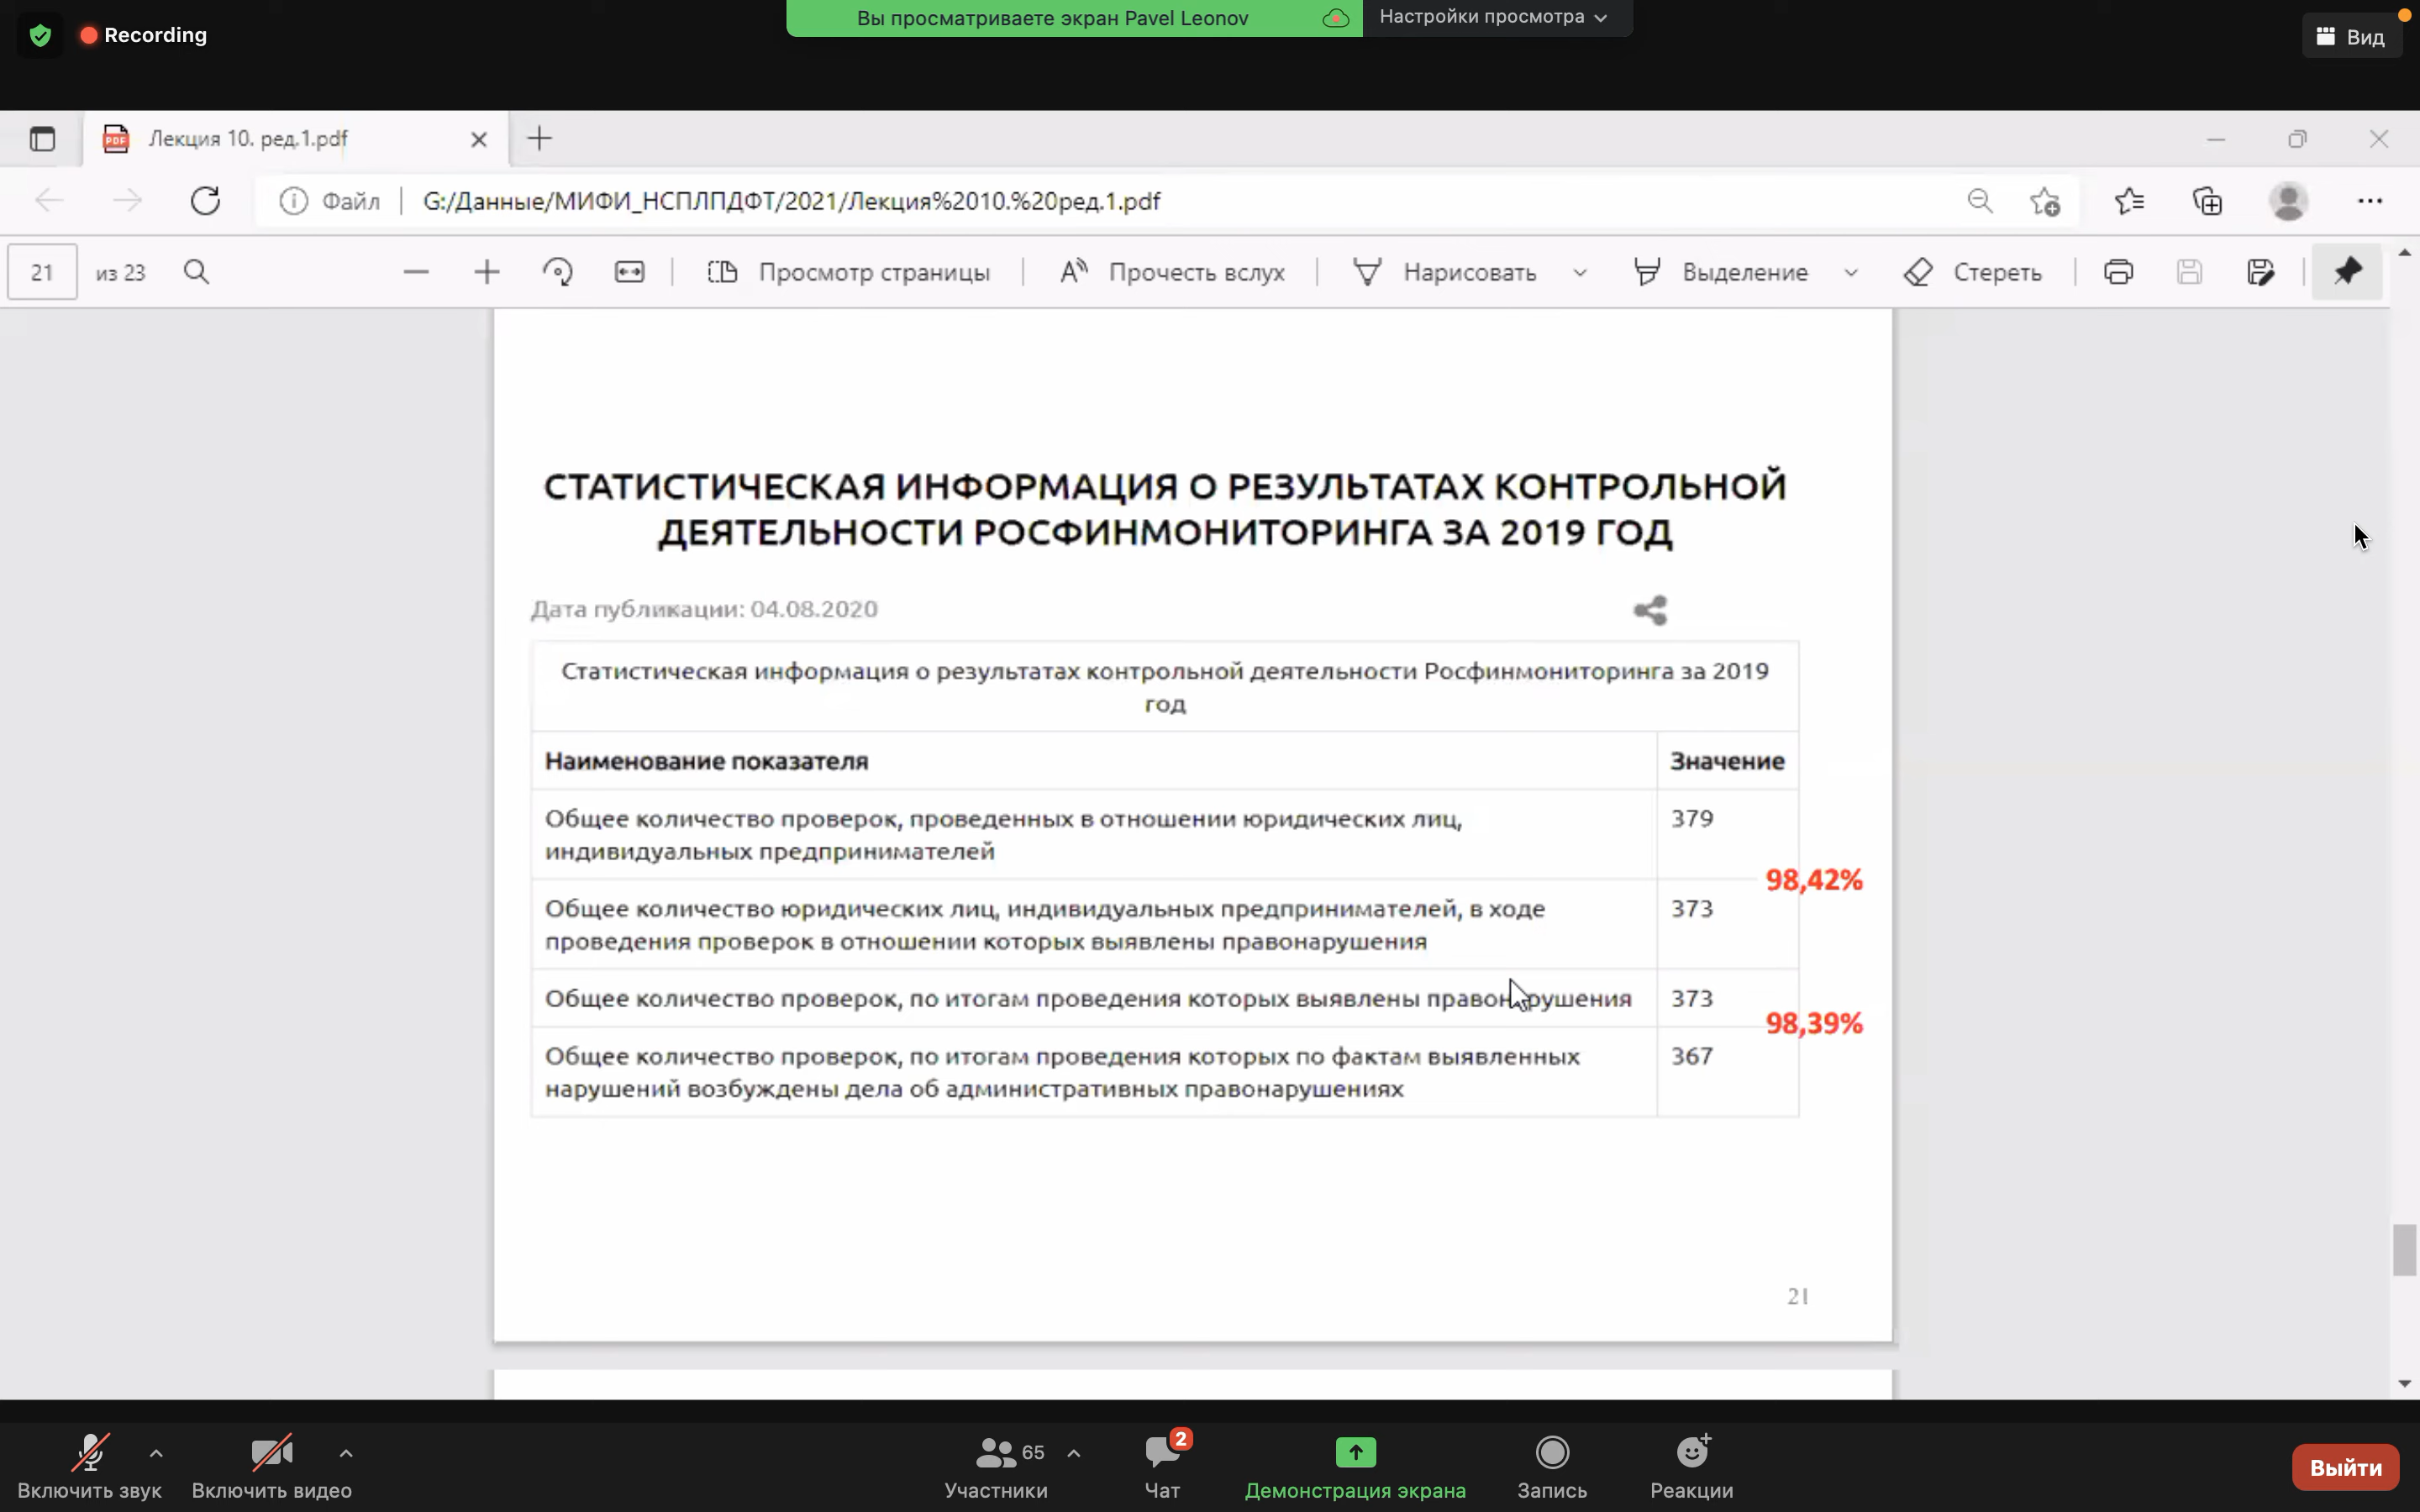 Recording
Вы просматриваете экран Pavel Leonov
Настройки просмотра
Вид
Лекция 10. ред.1.pdf
Файл
G:/Данные/МИФИ_НСПЛПДФТ/2021/Лекция%2010.%20ред.1.pdf
21 из 23
Просмотр страницы
Прочесть вслух
Нарисовать
Выделение
Стереть
СТАТИСТИЧЕСКАЯ ИНФОРМАЦИЯ О РЕЗУЛЬТАТАХ КОНТРОЛЬНОЙ
ДЕЯТЕЛЬНОСТИ РОСФИНМОНИТОРИНГА ЗА 2019 ГОД
Дата публикации: 04.08.2020
Статистическая информация о результатах контрольной деятельности Росфинмониторинга за 2019
год
Наименование показателя Значение
Общее количество проверок, проведенных в отношении юридических лиц, 379
индивидуальных предпринимателей
98,42%
Общее количество юридических лиц, индивидуальных предпринимателей, в ходе 373
проведения проверок в отношении которых выявлены правонарушения
Общее количество проверок, по итогам проведения которых выявлены правонарушения 373
98,39%
Общее количество проверок, по итогам проведения которых по фактам выявленных 367
нарушений возбуждены дела об административных правонарушениях
21
Включить звук
Включить видео
65
Участники
2
Чат
Демонстрация экрана
Запись
Реакции
Выйти